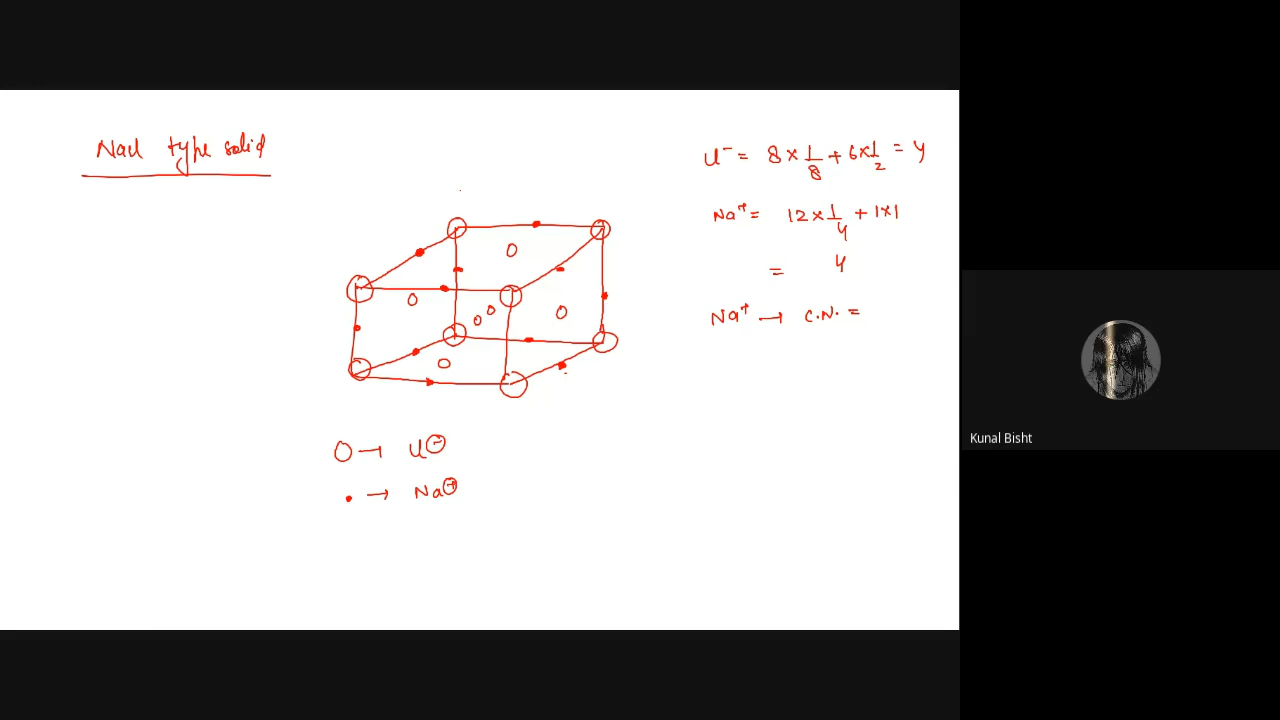 NaCl type solid
Cl⁻ = 8 × 1/8 + 6 × 1/2 = 4
Na⁺ = 12 × 1/4 + 1×1
= 4
Na⁺ → C.N. =
O → Cl⊖
• → Na⊕
Kunal Bisht